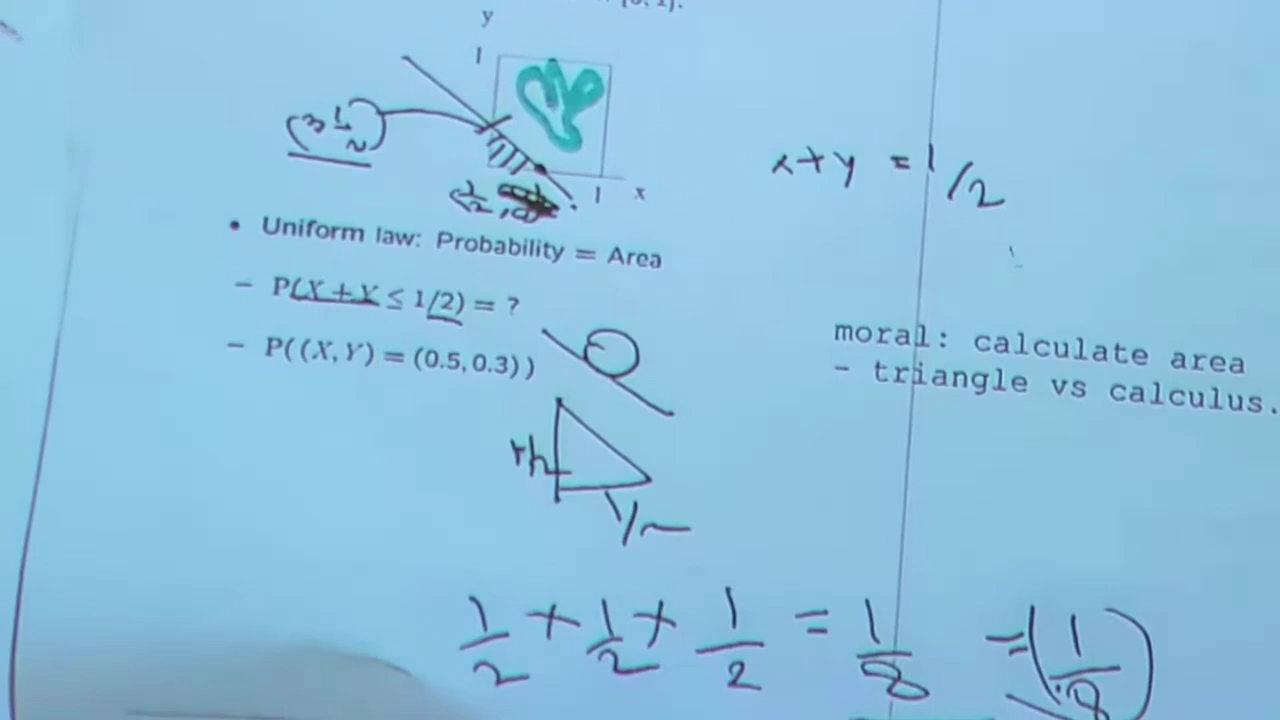 y
1
1 x
x+y = 1/2
• Uniform law: Probability = Area
– P(X + Y ≤ 1/2) = ?
– P((X,Y) = (0.5, 0.3))
moral: calculate area
- triangle vs calculus.
1/2 + 1/2 + 1/2 = 1/8 = (1/8)